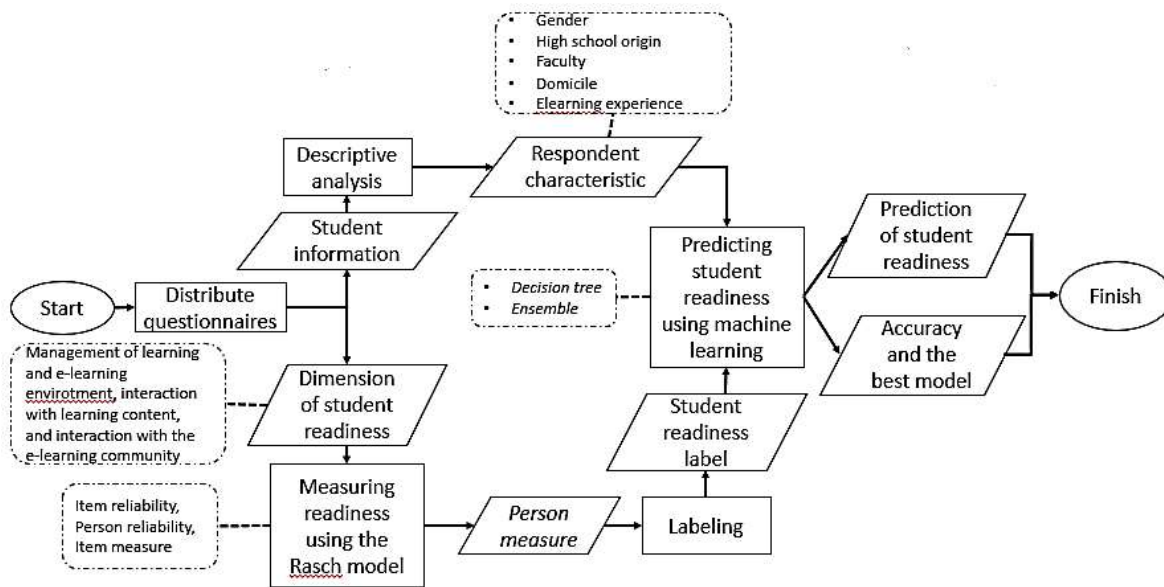 Gender
High school origin
Faculty
Domicile
Elearning experience
Descriptive
analysis
Respondent
characteristic
Student
information
Prediction
of student
readiness
Predicting
student
readiness
using machine
learning
Decision tree
Ensemble
Start
Distribute
questionnaires
Finish
Accuracy
and the
best model
Management of learning
and e-learning
envirotment, interaction
with learning content,
and interaction with the
e-learning community
Dimension
of student
readiness
Student
readiness
label
Item reliability,
Person reliability,
Item measure
Measuring
readiness
using the
Rasch model
Person
measure
Labeling